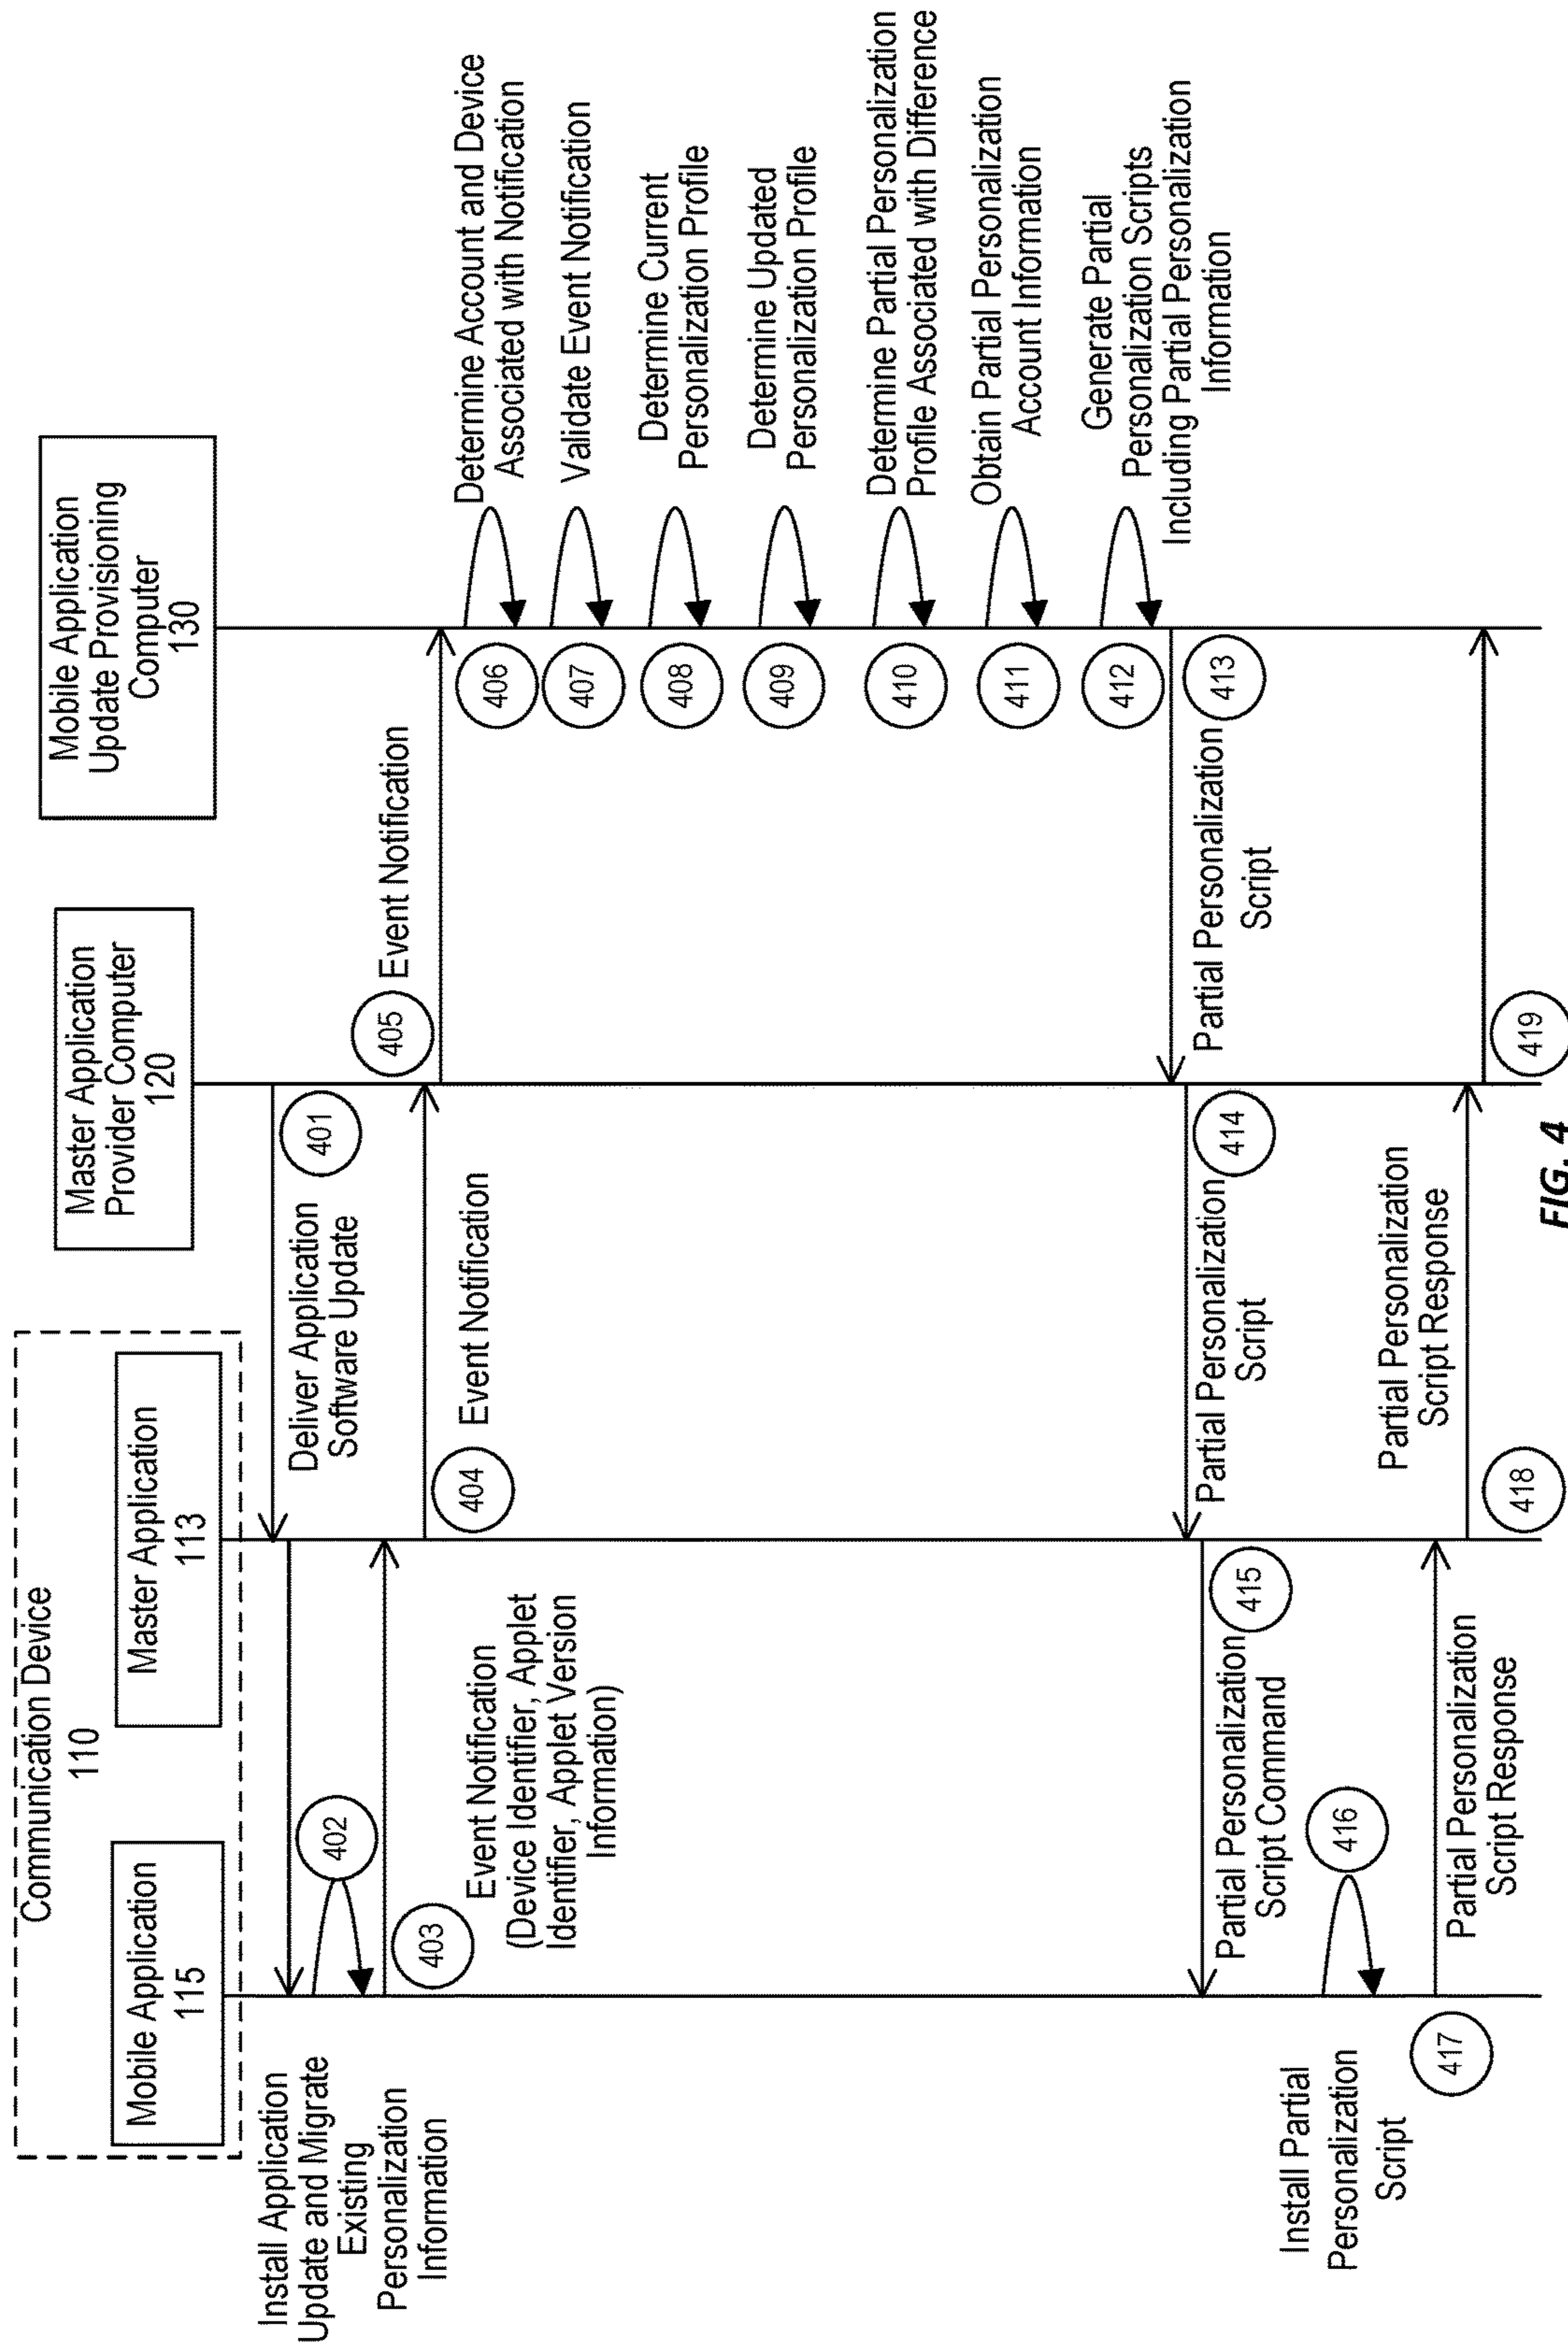 Communication Device
110
Mobile Application
115
Master Application
113
Master Application
Provider Computer
120
Mobile Application
Update Provisioning
Computer
130
Deliver Application
Software Update
401
Install Application
Update and Migrate
Existing
Personalization
Information
402
403
Event Notification
(Device Identifier, Applet
Identifier, Applet Version
Information)
404
Event Notification
405
Event Notification
406
Determine Account and Device
Associated with Notification
407
Validate Event Notification
408
Determine Current
Personalization Profile
409
Determine Updated
Personalization Profile
410
Determine Partial Personalization
Profile Associated with Difference
411
Obtain Partial Personalization
Account Information
412
Generate Partial
Personalization Scripts
Including Partial Personalization
Information
413
Partial Personalization
Script
414
Partial Personalization
Script
415
Partial Personalization
Script Command
416
Install Partial
Personalization
Script
417
Partial Personalization
Script Response
418
Partial Personalization
Script Response
419
FIG. 4